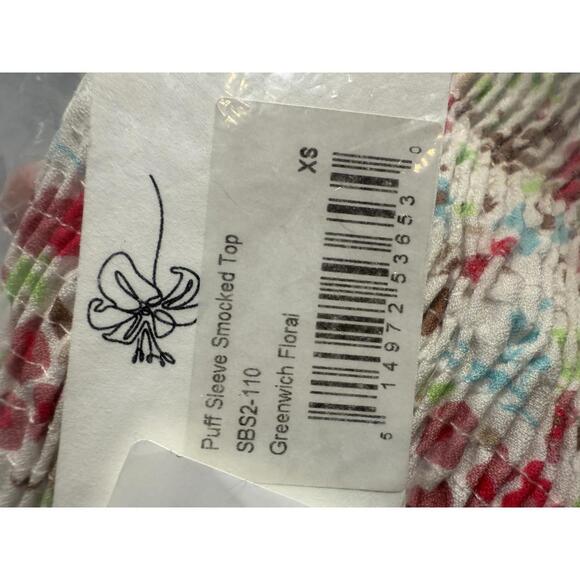 Puff Sleeve Smocked Top
SBS2-110
Greenwich Floral
XS
5 14972 53653 0